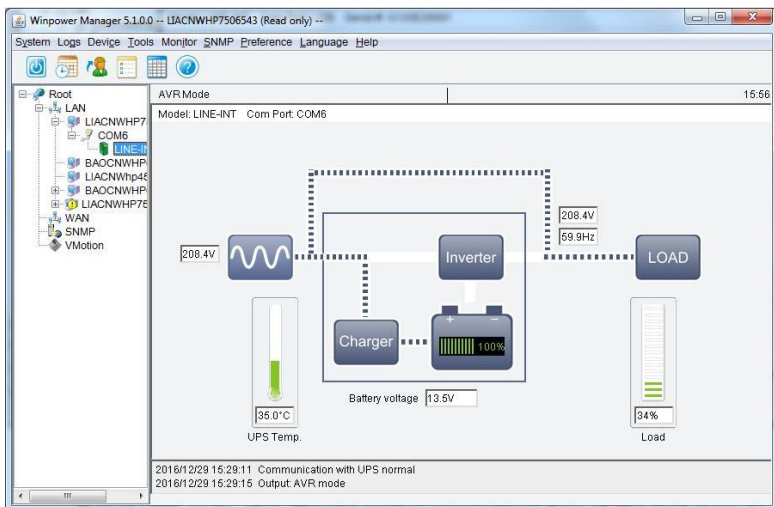 Winpower Manager 5.1.0.0 -- LIACNWHP7506543 (Read only) --
System Logs Device Tools Monitor SNMP Preference Language Help
Root
LAN
LIACNWHP7
COM6
LINE-IN
BAOCNWHP
LIACNWhp45
BAOCNWHP
LIACNWHP75
WAN
SNMP
VMotion
AVR Mode
15:56
Model: LINE-INT Com Port: COM6
208.4V
208.4V
59.9Hz
Inverter
LOAD
Charger
+ −
100%
Battery voltage 13.5V
35.0°C
UPS Temp.
34%
Load
2016/12/29 15:29:11 Communication with UPS normal
2016/12/29 15:29:15 Output: AVR mode